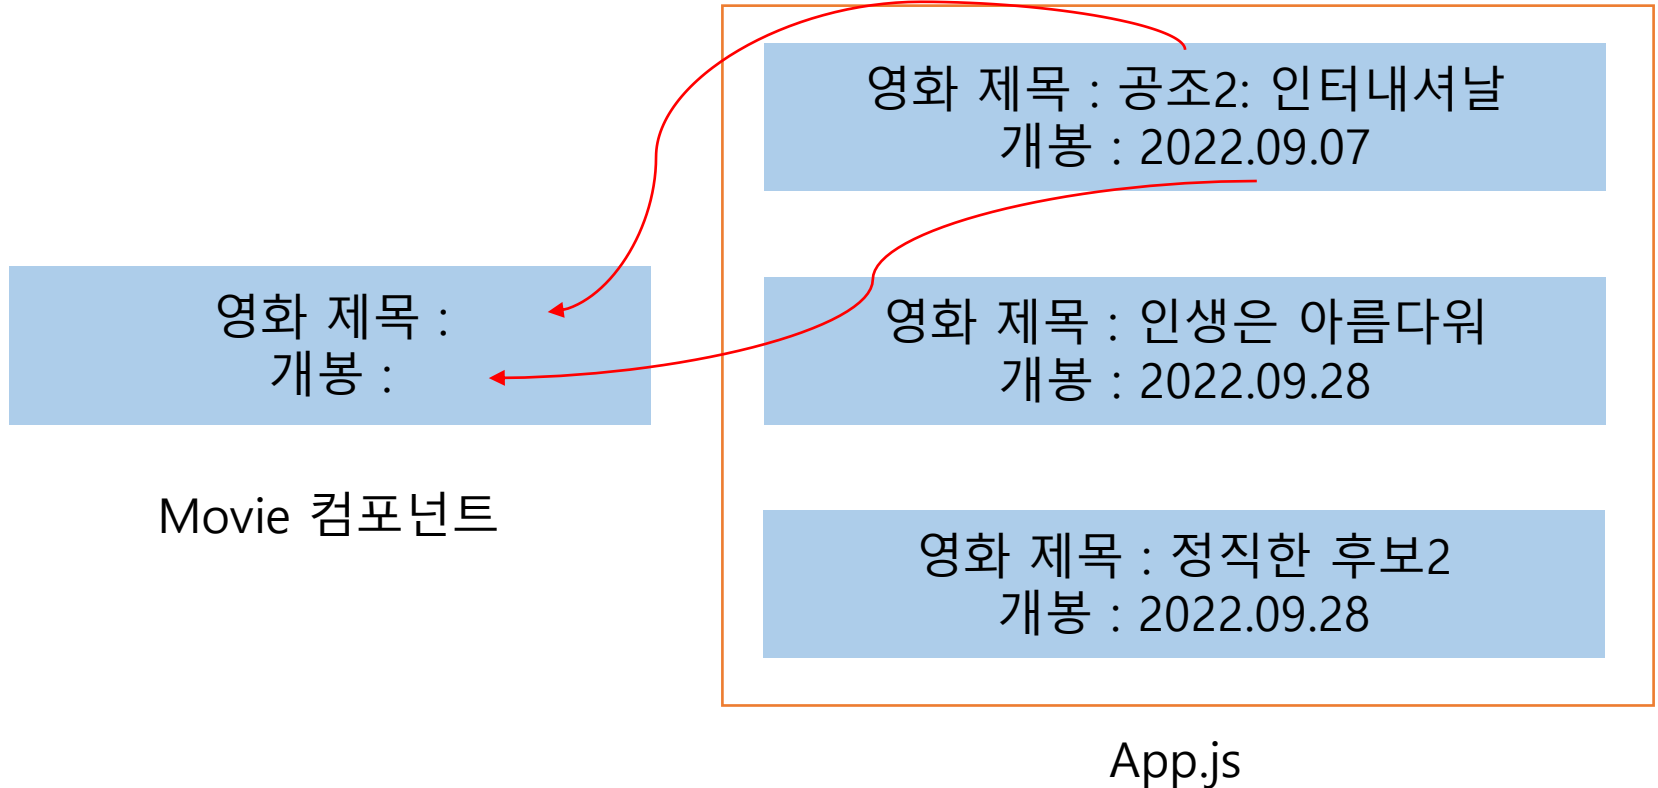 영화 제목 :
개봉 :
Movie 컴포넌트
영화 제목 : 공조2: 인터내셔날
개봉 : 2022.09.07
영화 제목 : 인생은 아름다워
개봉 : 2022.09.28
영화 제목 : 정직한 후보2
개봉 : 2022.09.28
App.js